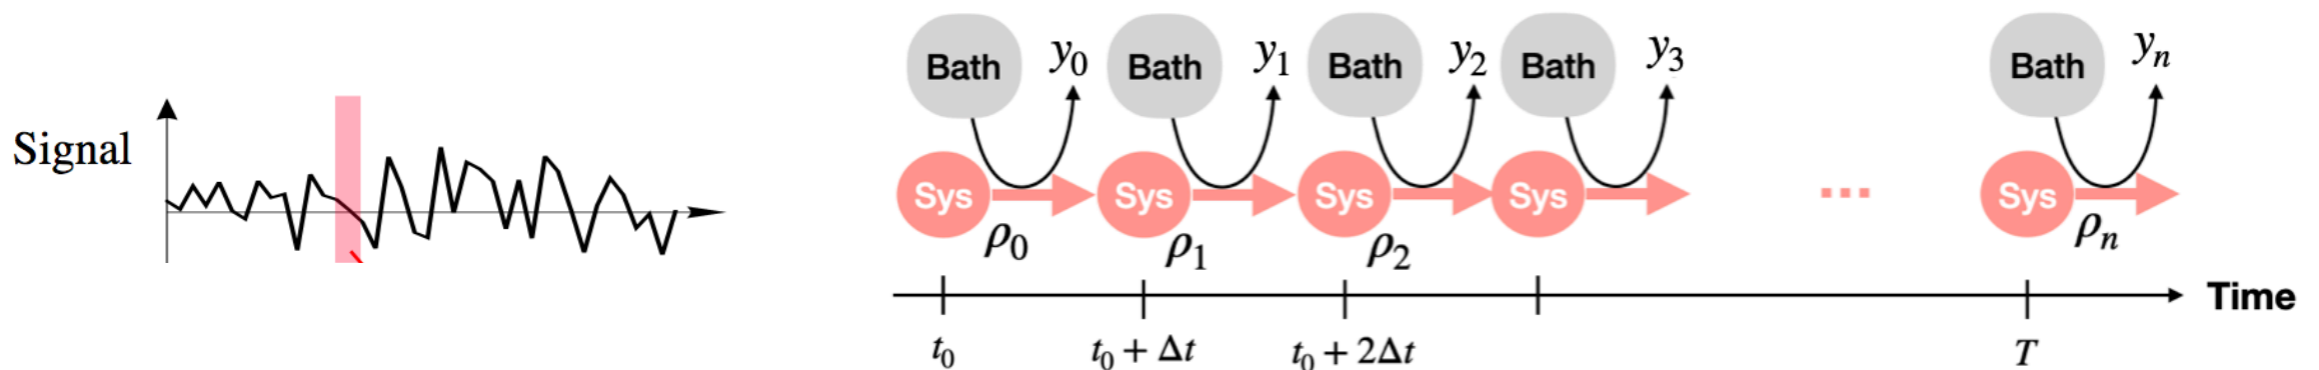 Signal
Bath y₀ Bath y₁ Bath y₂ Bath y₃ Bath yₙ
Sys Sys Sys Sys ... Sys
ρ₀ ρ₁ ρ₂ ρₙ
Time
t₀ t₀ + Δt t₀ + 2Δt T